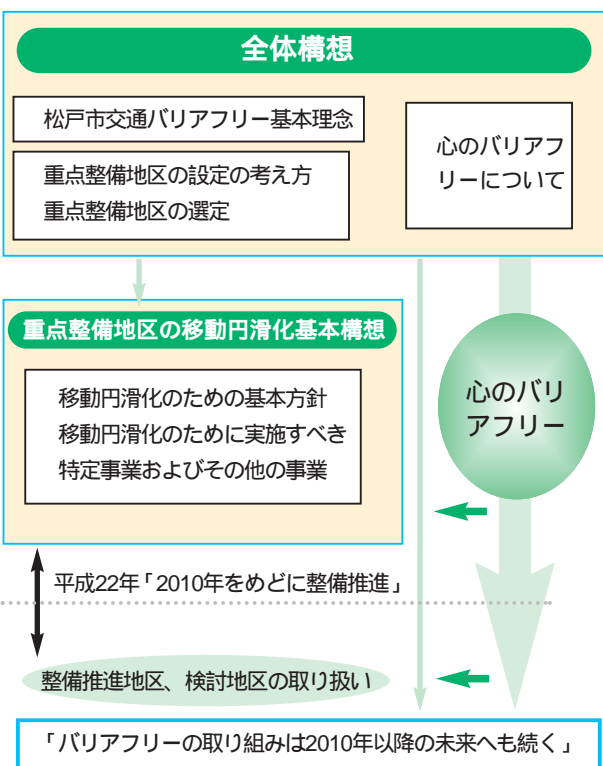 全体構想
松戸市交通バリアフリー基本理念
重点整備地区の設定の考え方
重点整備地区の選定
心のバリアフ
リーについて
重点整備地区の移動円滑化基本構想
移動円滑化のための基本方針
移動円滑化のために実施すべき
特定事業およびその他の事業
心のバリ
アフリー
平成22年「2010年をめどに整備推進」
整備推進地区、検討地区の取り扱い
「バリアフリーの取り組みは2010年以降の未来へも続く」